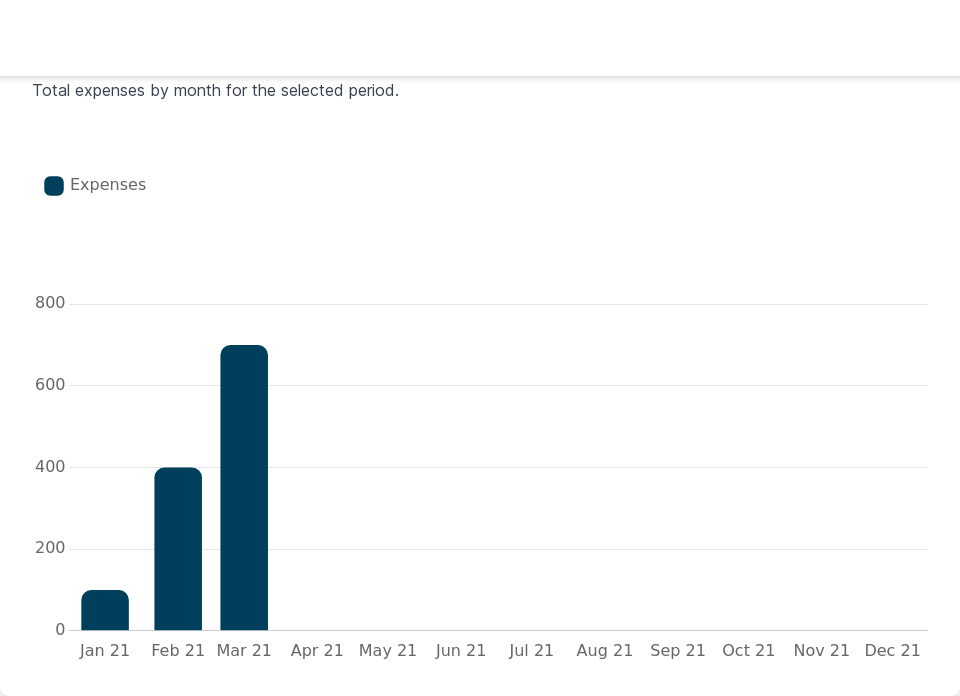 Total expenses by month for the selected period.
Expenses
800
600
400
200
0
Jan 21 Feb 21 Mar 21 Apr 21 May 21 Jun 21 Jul 21 Aug 21 Sep 21 Oct 21 Nov 21 Dec 21